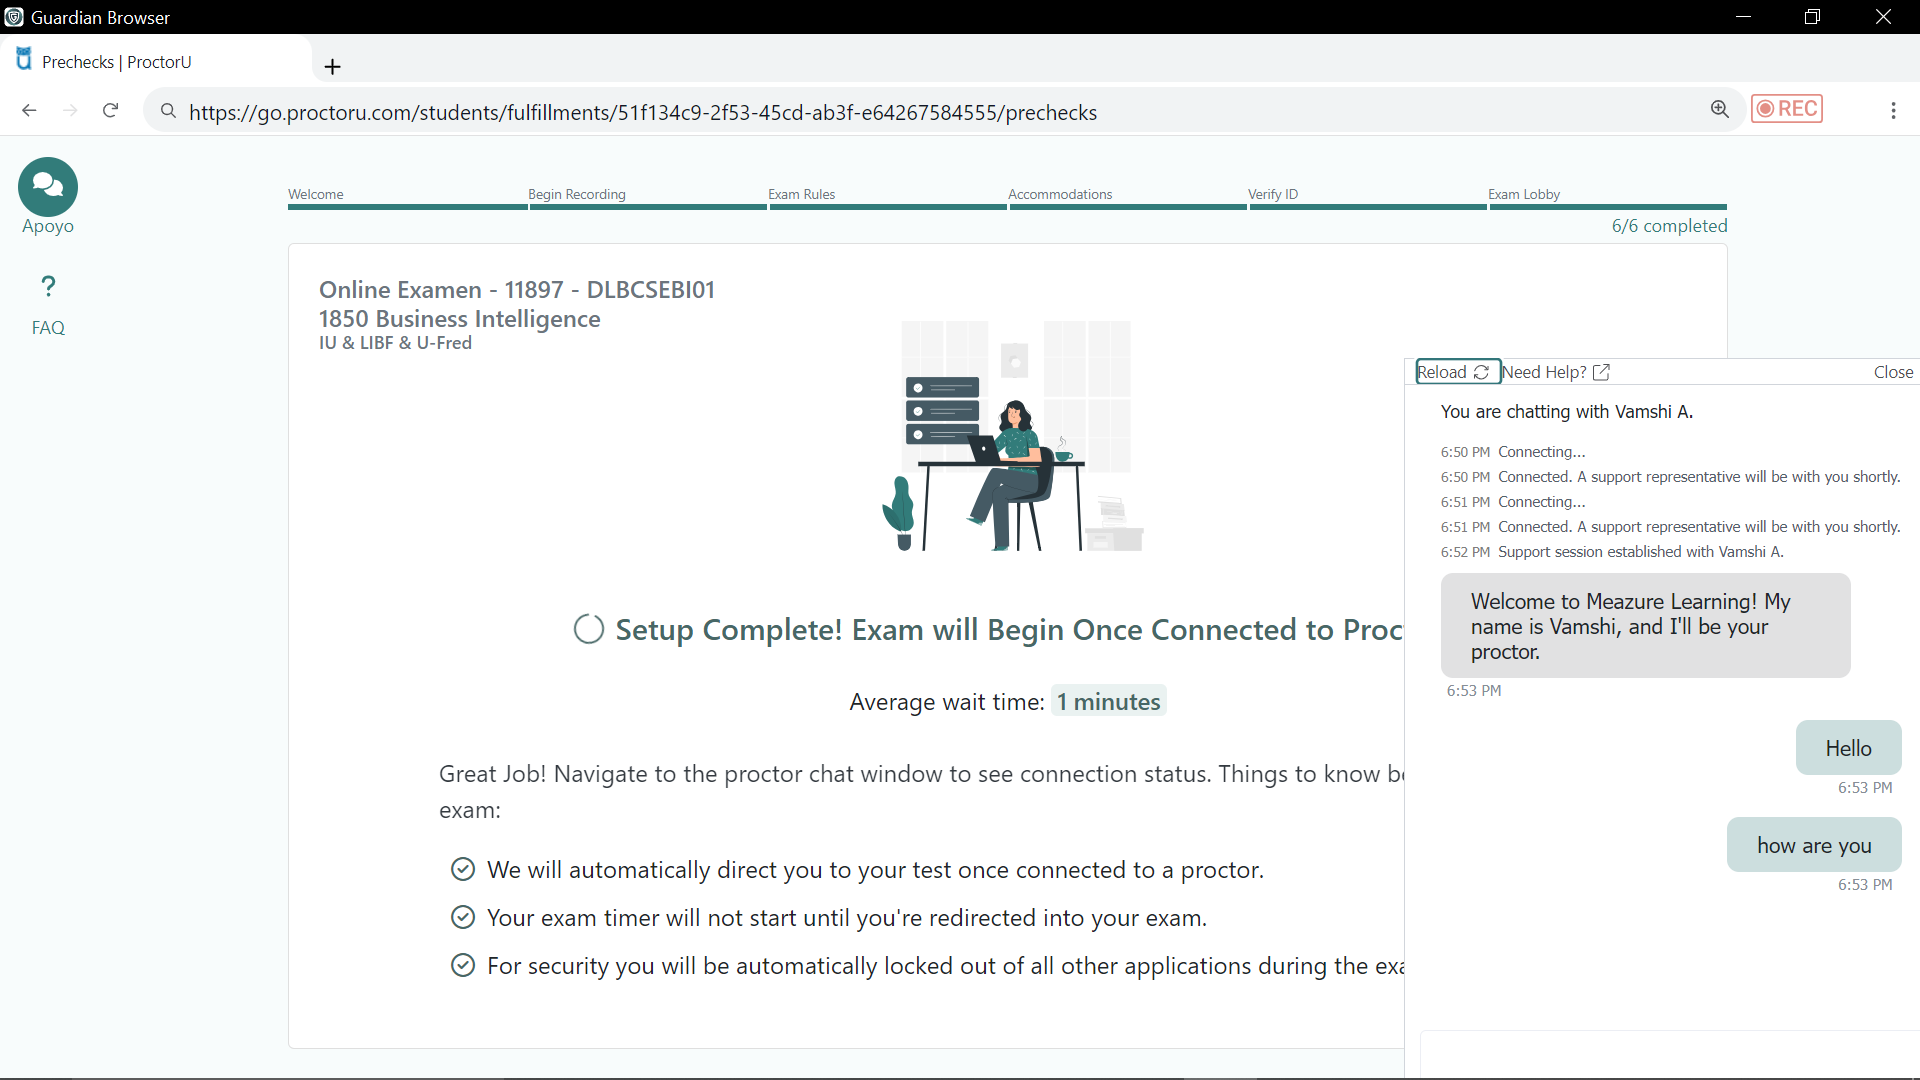 Guardian Browser
Prechecks | ProctorU
https://go.proctoru.com/students/fulfillments/51f134c9-2f53-45cd-ab3f-e64267584555/prechecks
REC
Apoyo
?
FAQ
Welcome
Begin Recording
Exam Rules
Accommodations
Verify ID
Exam Lobby
6/6 completed
Online Examen - 11897 - DLBCSEBI01
1850 Business Intelligence
IU & LIBF & U-Fred
Setup Complete! Exam will Begin Once Connected to Proc
Average wait time: 1 minutes
Great Job! Navigate to the proctor chat window to see connection status. Things to know be
exam:
We will automatically direct you to your test once connected to a proctor.
Your exam timer will not start until you're redirected into your exam.
For security you will be automatically locked out of all other applications during the exa
Reload
Need Help?
Close
You are chatting with Vamshi A.
6:50 PM Connecting...
6:50 PM Connected. A support representative will be with you shortly.
6:51 PM Connecting...
6:51 PM Connected. A support representative will be with you shortly.
6:52 PM Support session established with Vamshi A.
Welcome to Meazure Learning! My
name is Vamshi, and I'll be your
proctor.
6:53 PM
Hello
6:53 PM
how are you
6:53 PM